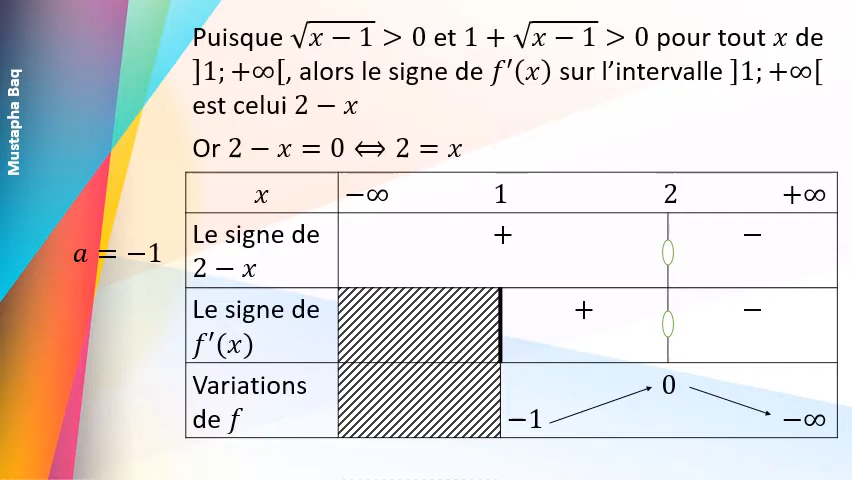 Mustapha Baq
Puisque √(x − 1) > 0 et 1 + √(x − 1) > 0 pour tout x de
]1; +∞[, alors le signe de f′(x) sur l’intervalle ]1; +∞[
est celui 2 − x
Or 2 − x = 0 ⟺ 2 = x
x −∞ 1 2 +∞
a = −1
Le signe de + −
2 − x 0
Le signe de + −
f′(x) 0
Variations 0
de f −1 −∞